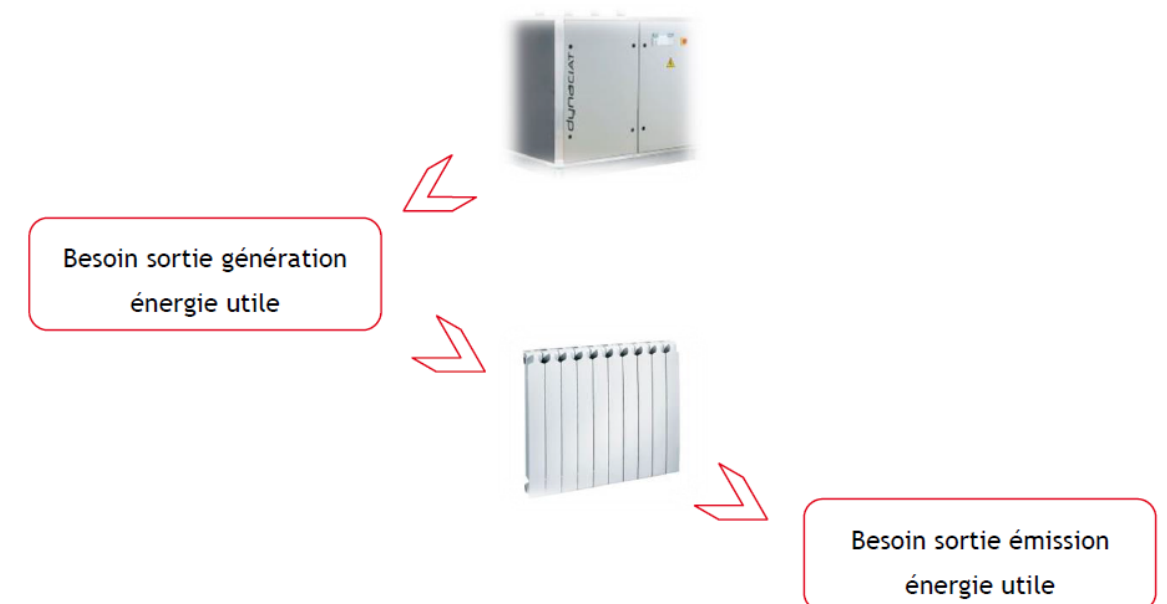 dynaCIAT
Besoin sortie génération
énergie utile
Besoin sortie émission
énergie utile